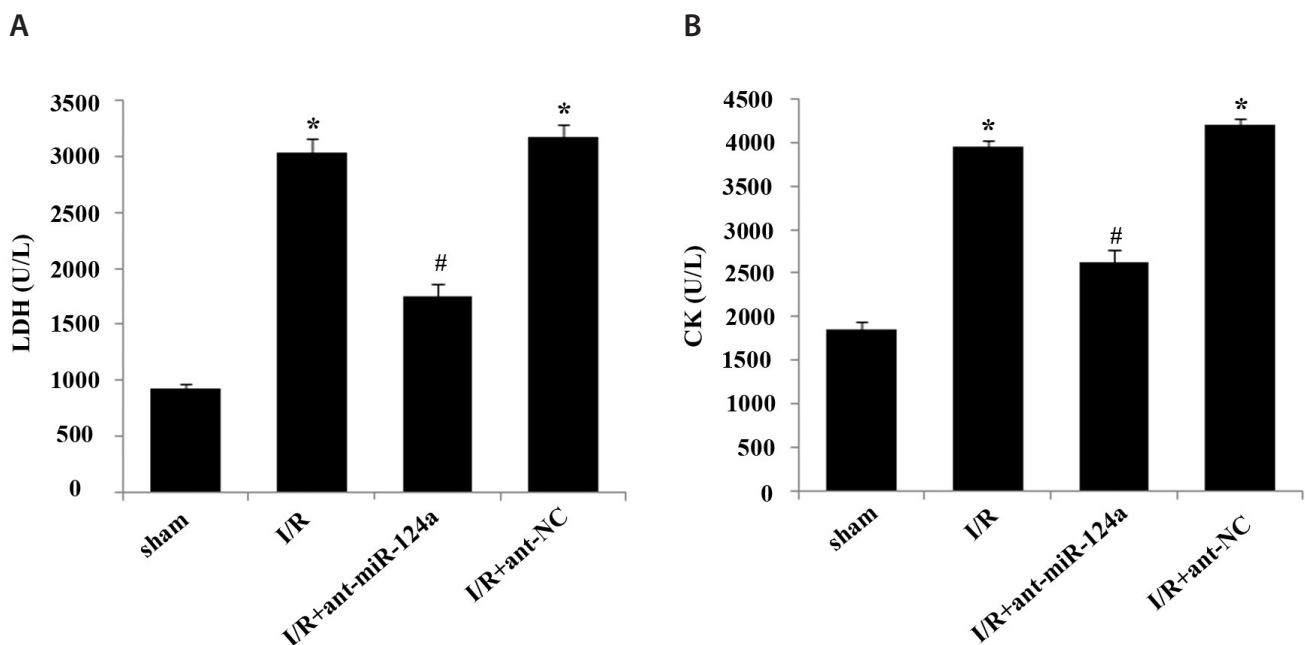 A
B
LDH (U/L)
3500
3000
2500
2000
1500
1000
500
0
*
#
*
sham
I/R
I/R+ant-miR-124a
I/R+ant-NC
CK (U/L)
4500
4000
3500
3000
2500
2000
1500
1000
500
0
*
#
*
sham
I/R
I/R+ant-miR-124a
I/R+ant-NC